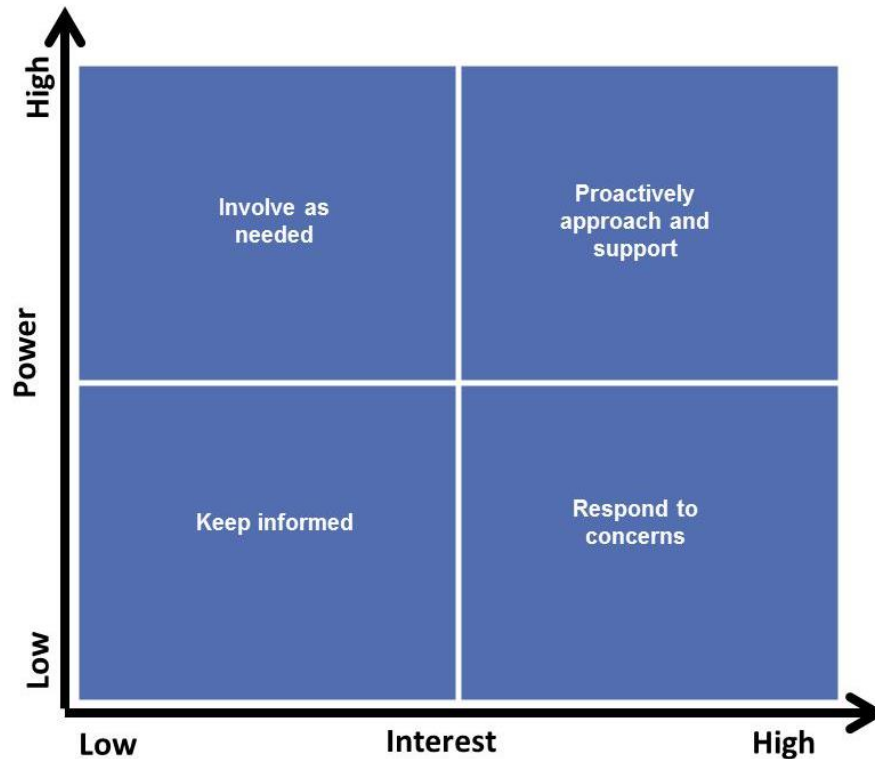 High
Power
Low
Involve as
needed
Proactively
approach and
support
Keep informed
Respond to
concerns
Low
Interest
High